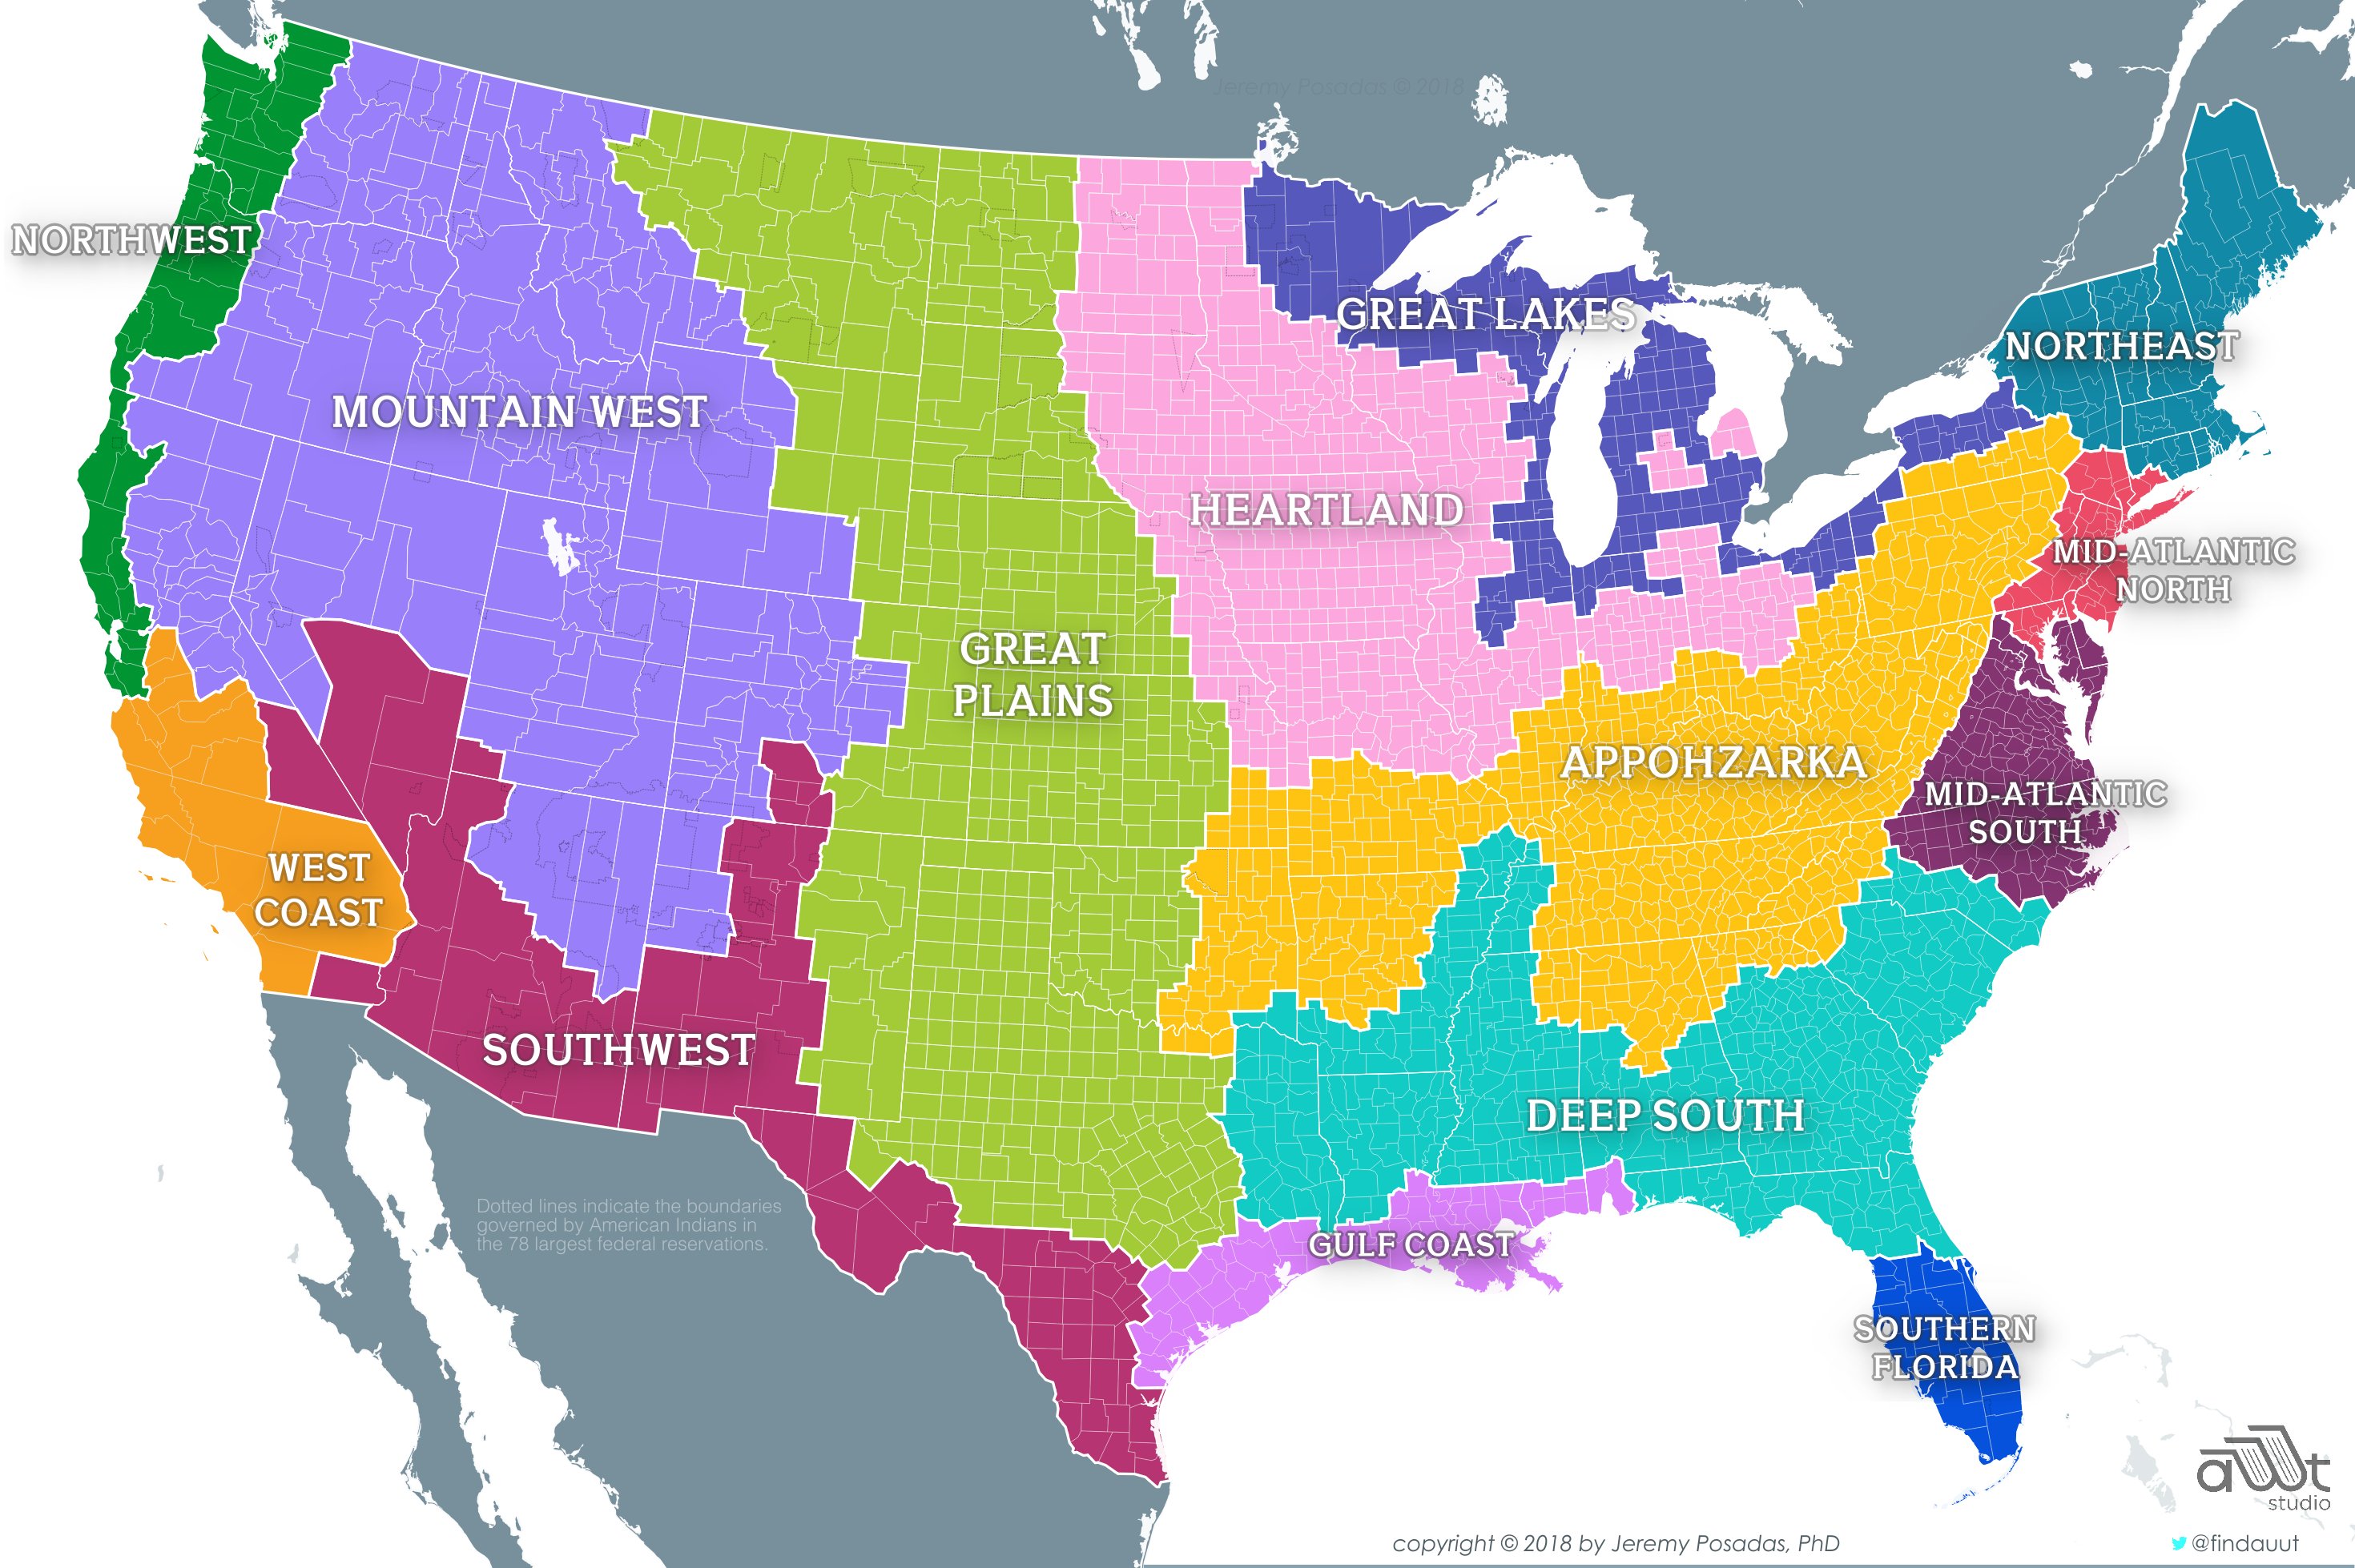 Jeremy Posadas © 2018
NORTHWEST
GREAT LAKES
NORTHEAST
MOUNTAIN WEST
HEARTLAND
MID-ATLANTIC
NORTH
GREAT
PLAINS
APPOHZARKA
MID-ATLANTIC
SOUTH
WEST
COAST
SOUTHWEST
DEEP SOUTH
Dotted lines indicate the boundaries
governed by American Indians in
the 78 largest federal reservations.
GULF COAST
SOUTHERN
FLORIDA
auut
studio
copyright © 2018 by Jeremy Posadas, PhD
@findauut